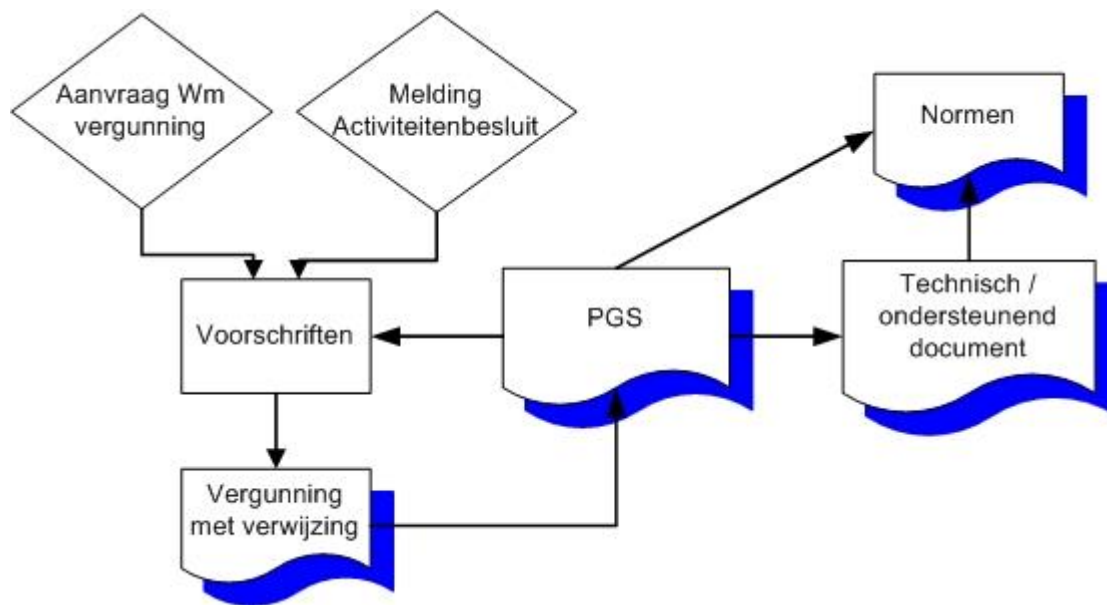 Aanvraag Wm
vergunning
Melding
Activiteitenbesluit
Normen
Voorschriften
PGS
Technisch /
ondersteunend
document
Vergunning
met verwijzing